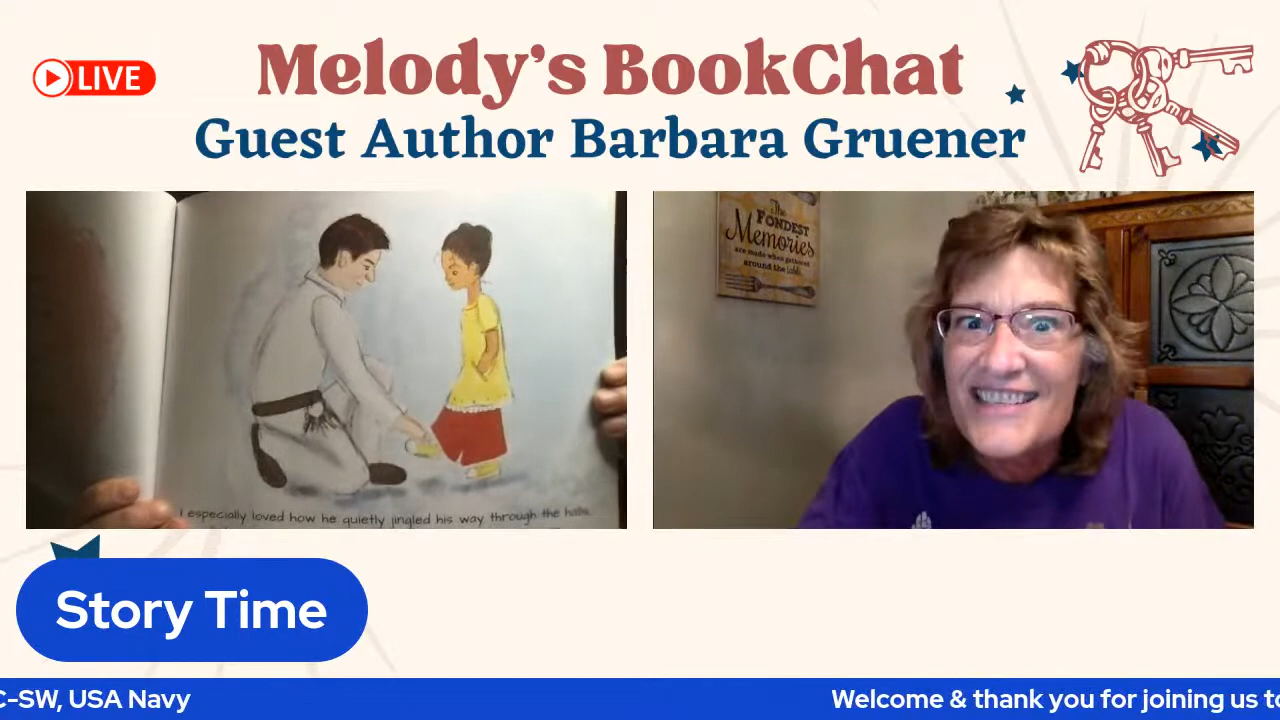 LIVE
Melody's BookChat
Guest Author Barbara Gruener
The
FONDEST
Memories
are made when gathered
around the table
I especially loved how he quietly jingled his way through the halls.
Story Time
C-SW, USA Navy
Welcome & thank you for joining us to